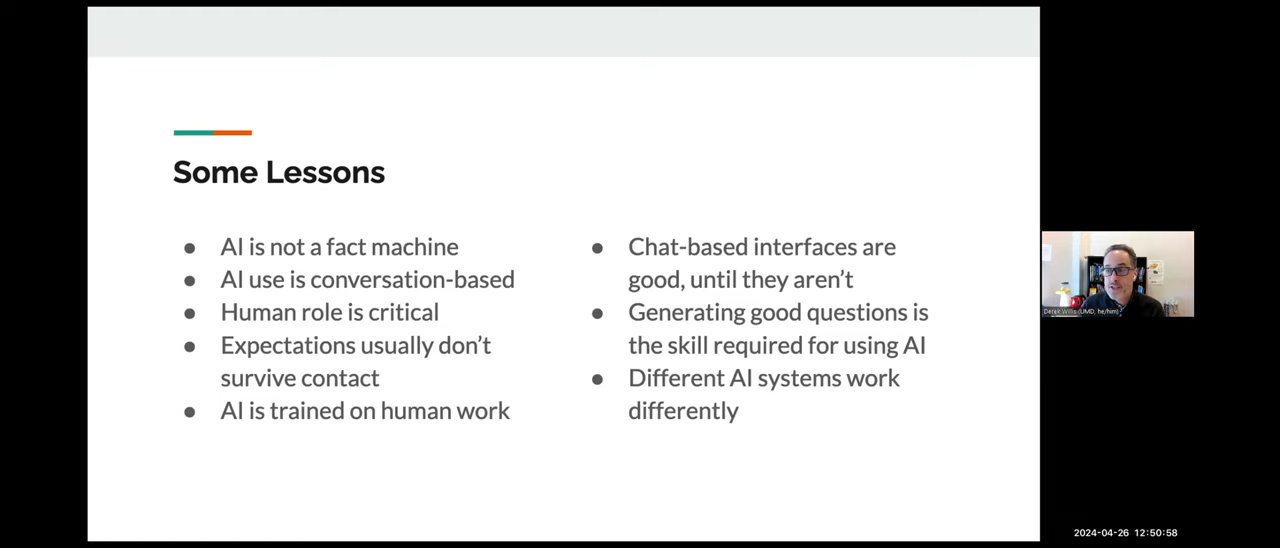 Some Lessons
● AI is not a fact machine
● AI use is conversation-based
● Human role is critical
● Expectations usually don't
survive contact
● AI is trained on human work
● Chat-based interfaces are
good, until they aren't
● Generating good questions is
the skill required for using AI
● Different AI systems work
differently
Derek Willis (UMD, he/him)
2024-04-26 12:50:58